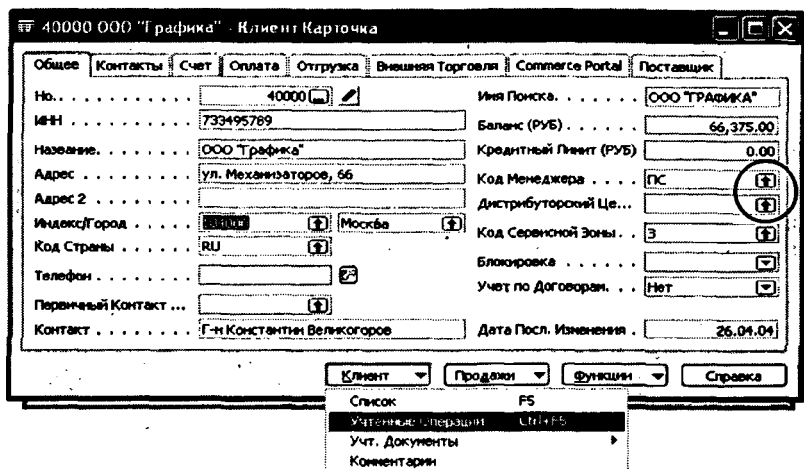 40000 ООО "Графика" - Клиент Карточка
Общее Контакты Счет Оплата Отгрузка Внешняя Торговля Commerce Portal Поставщик
Но. . . . . . . . . . . . 40000 Имя Поиска. . . . . . . ООО "ГРАФИКА"
ИНН . . . . . . . . . . . 733495789 Баланс (РУБ) . . . . . . 66,375.00
Название. . . . . . . . . ООО "Графика" Кредитный Лимит (РУБ) 0.00
Адрес . . . . . . . . . . ул. Механизаторов, 66 Код Менеджера . . . . ПС
Адрес 2 . . . . . . . . . Дистрибуторский Це...
Индекс/Город . . . . . . Москва Код Сервисной Зоны. . З
Код Страны . . . . . . . RU Блокировка . . . . . .
Телефон . . . . . . . . . Учет по Договорам. . . Нет
Первичный Контакт ...
Контакт . . . . . . . . . Г-н Константин Великогоров Дата Посл. Изменения . 26.04.04
Клиент Продажи Функции Справка
Список F5
Учтенные Операции Ctrl+F5
Учт. Документы
Комментарии